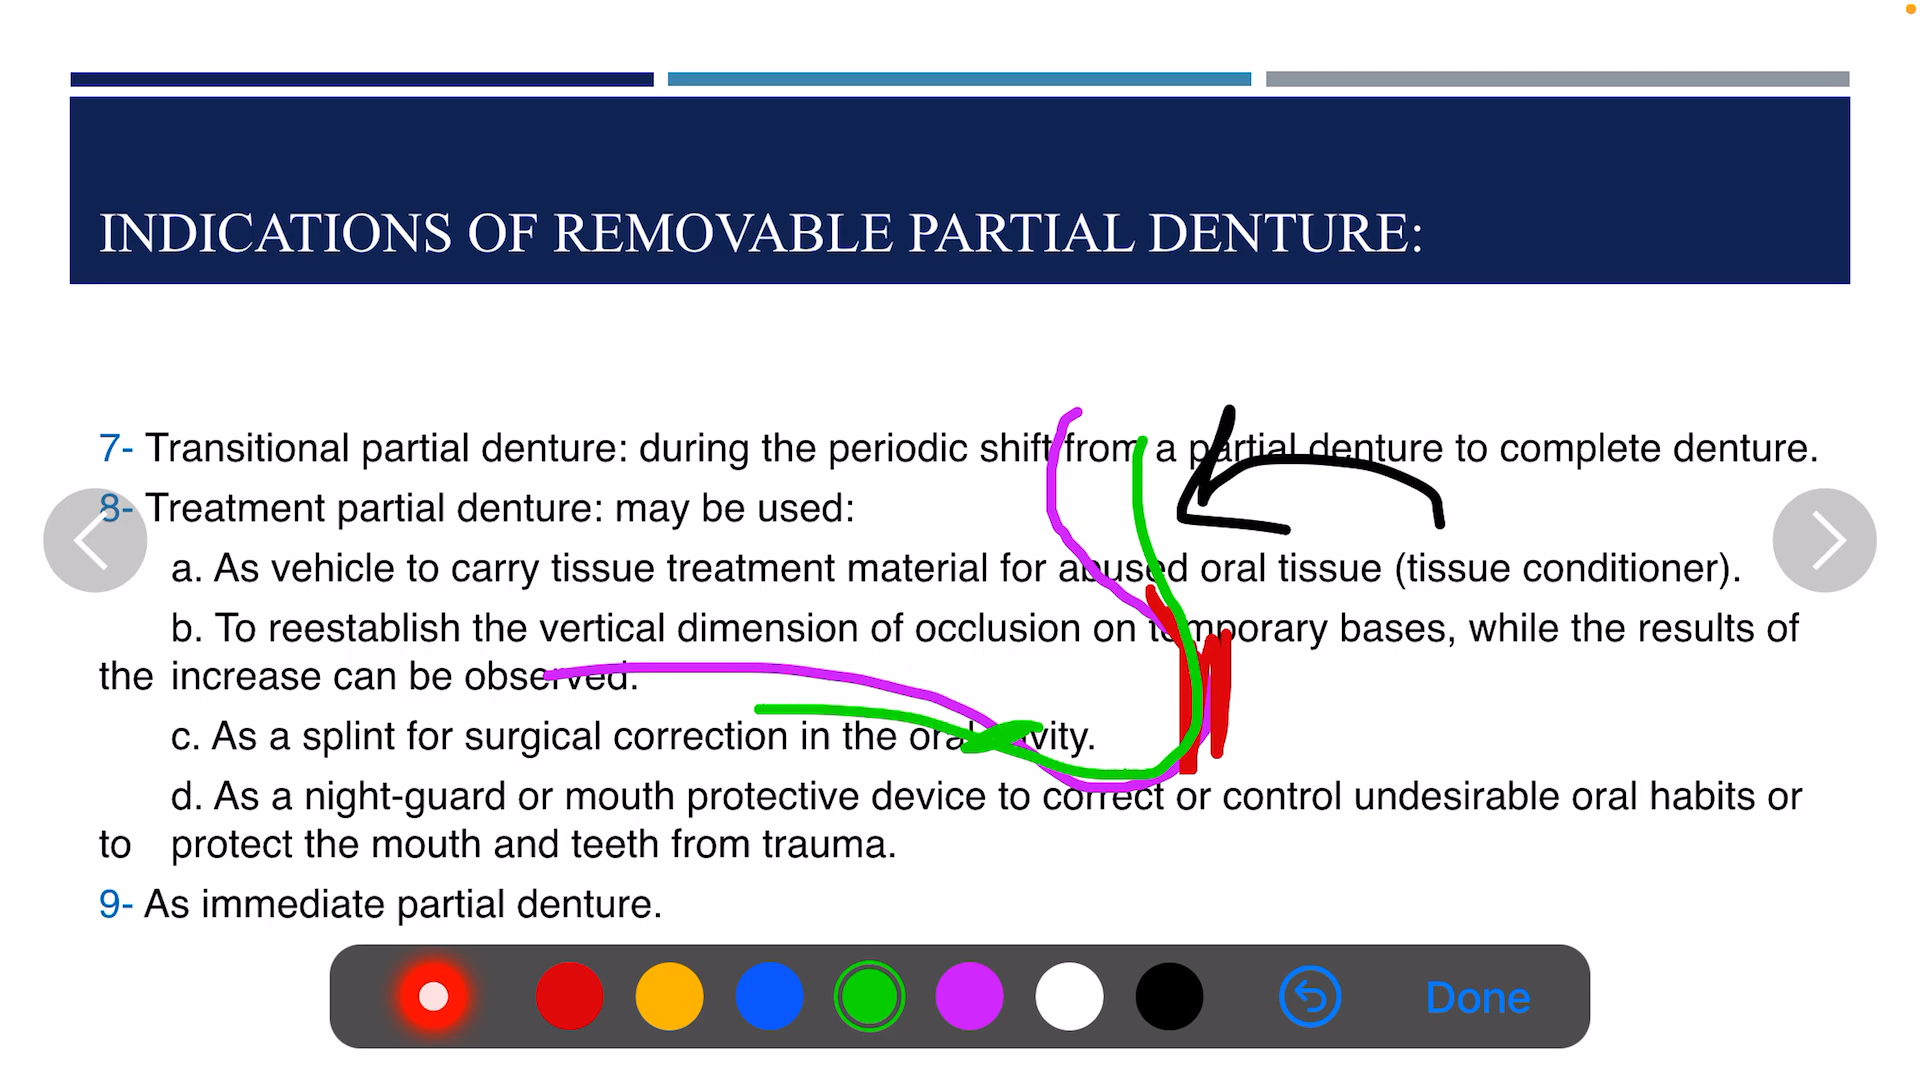 INDICATIONS OF REMOVABLE PARTIAL DENTURE:
7- Transitional partial denture: during the periodic shift from a partial denture to complete denture.
8- Treatment partial denture: may be used:
a. As vehicle to carry tissue treatment material for abused oral tissue (tissue conditioner).
b. To reestablish the vertical dimension of occlusion on temporary bases, while the results of
the increase can be observed.
c. As a splint for surgical correction in the oral cavity.
d. As a night-guard or mouth protective device to correct or control undesirable oral habits or
to protect the mouth and teeth from trauma.
9- As immediate partial denture.
Done